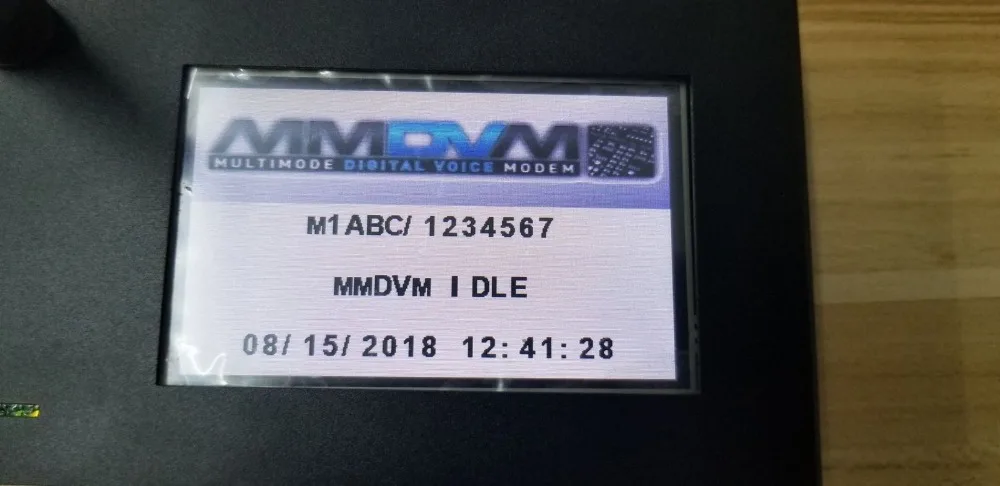 MMDVM
MULTIMODE DIGITAL VOICE MODEM
M1ABC/ 1234567
MMDVM IDLE
08/15/2018 12:41:28